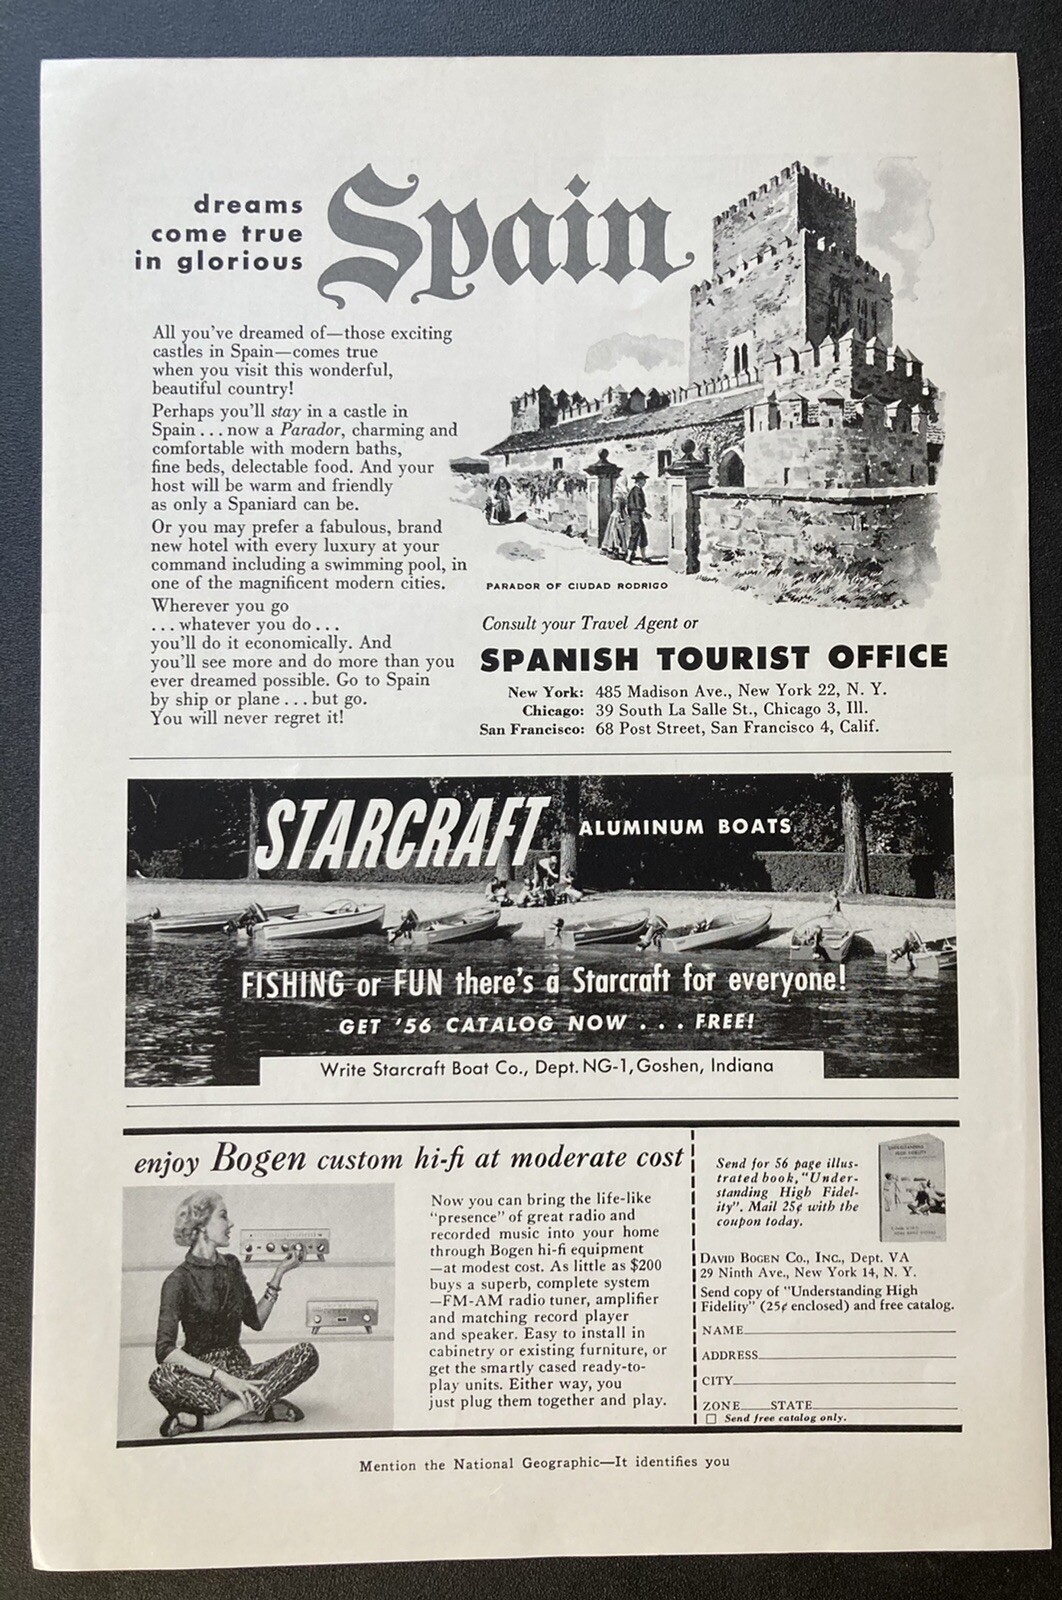 dreams
come true
in glorious
Spain
All you've dreamed of—those exciting
castles in Spain—comes true
when you visit this wonderful,
beautiful country!
Perhaps you'll stay in a castle in
Spain . . . now a Parador, charming and
comfortable with modern baths,
fine beds, delectable food. And your
host will be warm and friendly
as only a Spaniard can be.
Or you may prefer a fabulous, brand
new hotel with every luxury at your
command including a swimming pool, in
one of the magnificent modern cities.
Wherever you go
. . . whatever you do . . .
you'll do it economically. And
you'll see more and do more than you
ever dreamed possible. Go to Spain
by ship or plane . . . but go.
You will never regret it!
PARADOR OF CIUDAD RODRIGO
Consult your Travel Agent or
SPANISH TOURIST OFFICE
New York: 485 Madison Ave., New York 22, N. Y.
Chicago: 39 South La Salle St., Chicago 3, Ill.
San Francisco: 68 Post Street, San Francisco 4, Calif.
STARCRAFT ALUMINUM BOATS
FISHING or FUN there's a Starcraft for everyone!
GET '56 CATALOG NOW . . . FREE!
Write Starcraft Boat Co., Dept. NG-1, Goshen, Indiana
enjoy Bogen custom hi-fi at moderate cost
Now you can bring the life-like
"presence" of great radio and
recorded music into your home
through Bogen hi-fi equipment
—at modest cost. As little as $200
buys a superb, complete system
—FM-AM radio tuner, amplifier
and matching record player
and speaker. Easy to install in
cabinetry or existing furniture, or
get the smartly cased ready-to-
play units. Either way, you
just plug them together and play.
Send for 56 page illus-
trated book, "Under-
standing High Fidel-
ity". Mail 25¢ with the
coupon today.
UNDERSTANDING
HIGH FIDELITY
DAVID BOGEN CO., INC., Dept. VA
29 Ninth Ave., New York 14, N. Y.
Send copy of "Understanding High
Fidelity" (25¢ enclosed) and free catalog.
NAME
ADDRESS
CITY
ZONE STATE
Send free catalog only.
Mention the National Geographic—It identifies you